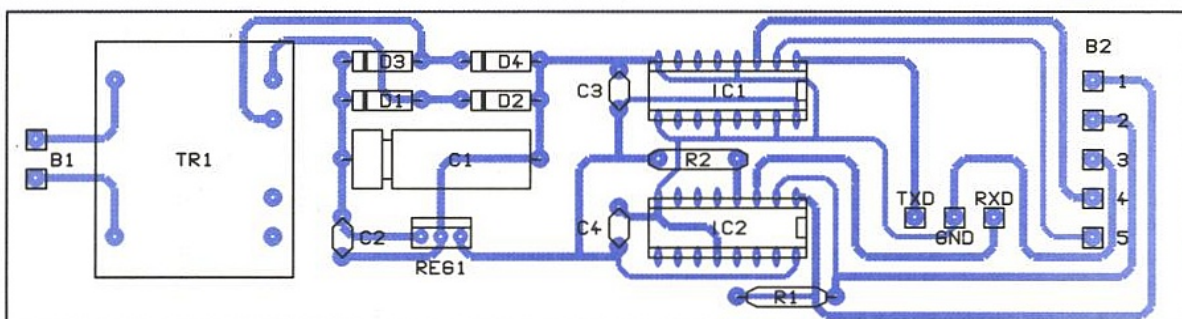 D3 D4 B2
1
C3 IC1
D1 D2
2
B1 TR1 C1 R2 3
TXD RXD 4
C2 C4 IC2 GND 5
REG1
R1